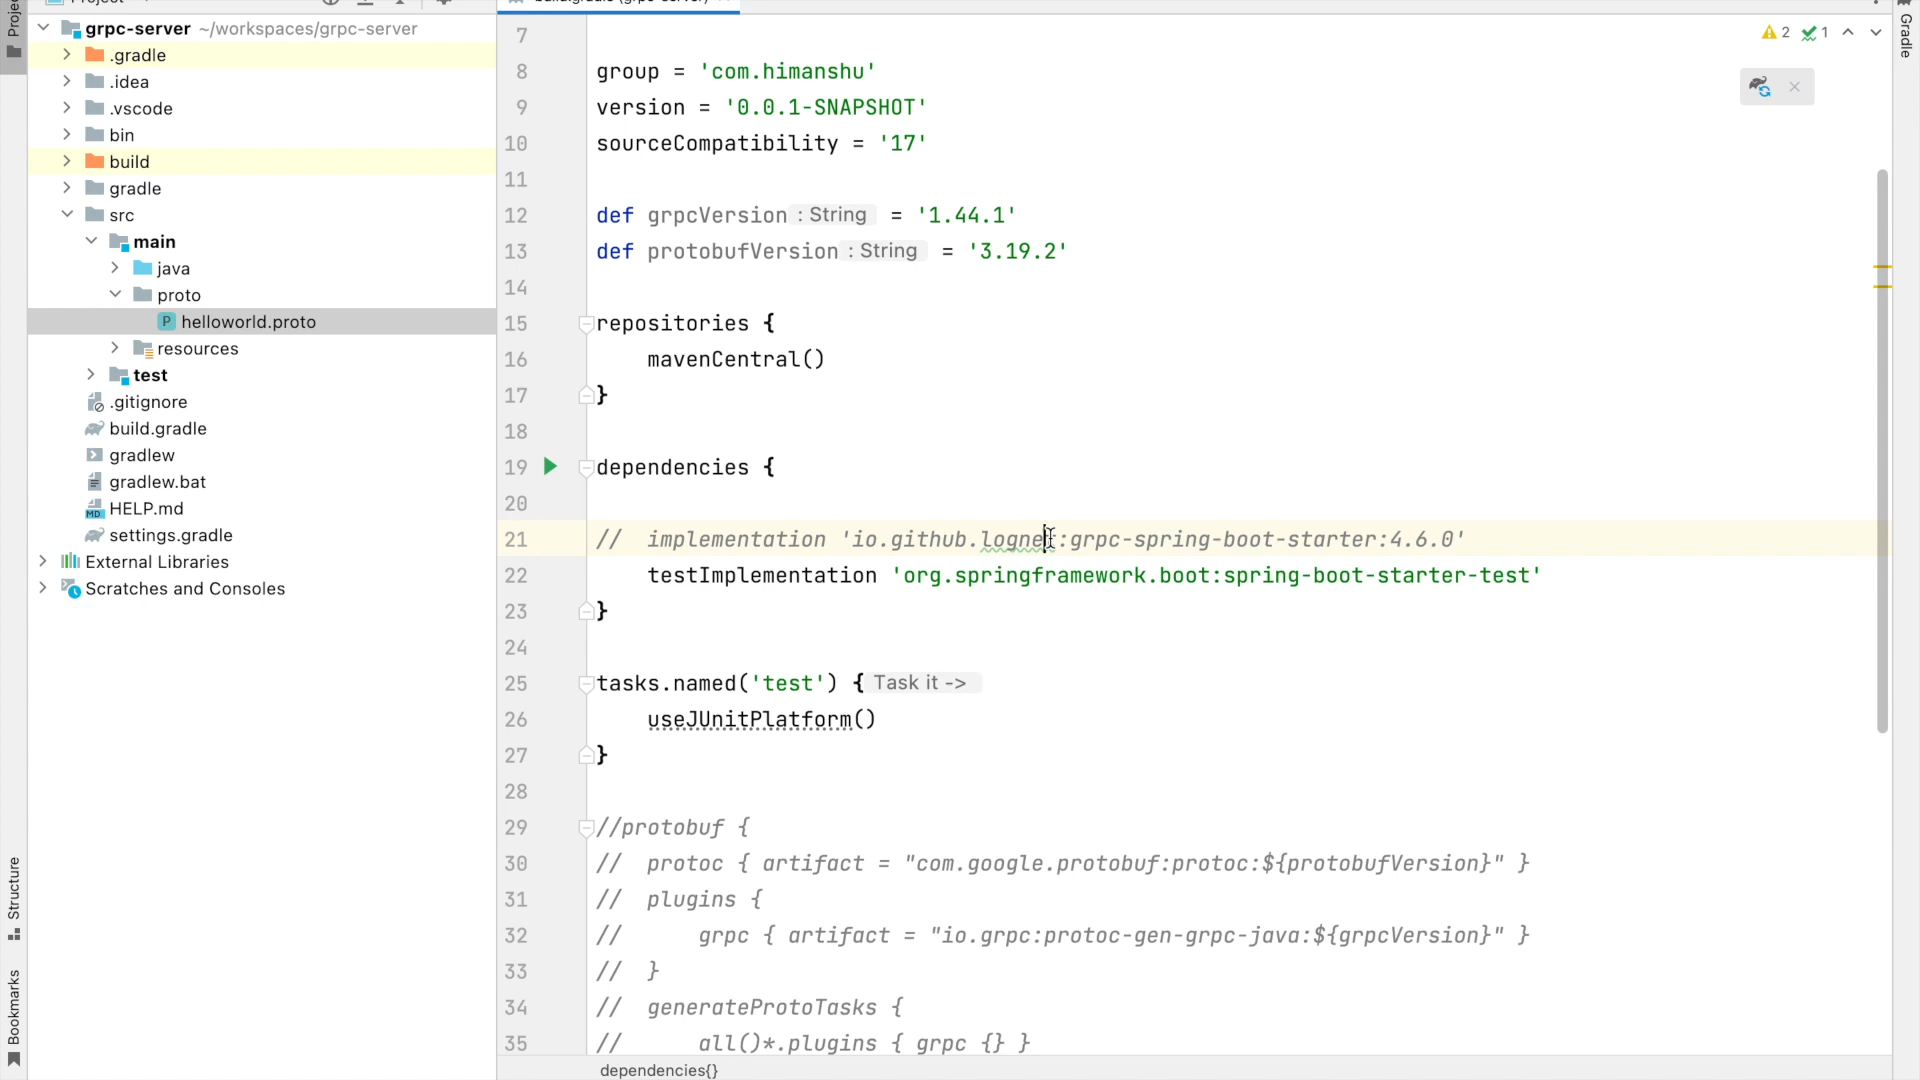 grpc-server ~/workspaces/grpc-server
.gradle
.idea
.vscode
bin
build
gradle
src
main
java
proto
helloworld.proto
resources
test
.gitignore
build.gradle
gradlew
gradlew.bat
HELP.md
settings.gradle
External Libraries
Scratches and Consoles
Structure
Bookmarks
7
8 group = 'com.himanshu'
9 version = '0.0.1-SNAPSHOT'
10 sourceCompatibility = '17'
11
12 def grpcVersion : String = '1.44.1'
13 def protobufVersion : String = '3.19.2'
14
15 repositories {
16 mavenCentral()
17 }
18
19 dependencies {
20
21 // implementation 'io.github.lognet:grpc-spring-boot-starter:4.6.0'
22 testImplementation 'org.springframework.boot:spring-boot-starter-test'
23 }
24
25 tasks.named('test') { Task it ->
26 useJUnitPlatform()
27 }
28
29 //protobuf {
30 // protoc { artifact = "com.google.protobuf:protoc:${protobufVersion}" }
31 // plugins {
32 // grpc { artifact = "io.grpc:protoc-gen-grpc-java:${grpcVersion}" }
33 // }
34 // generateProtoTasks {
35 // all()*.plugins { grpc {} }
dependencies{}
2 1
Gradle